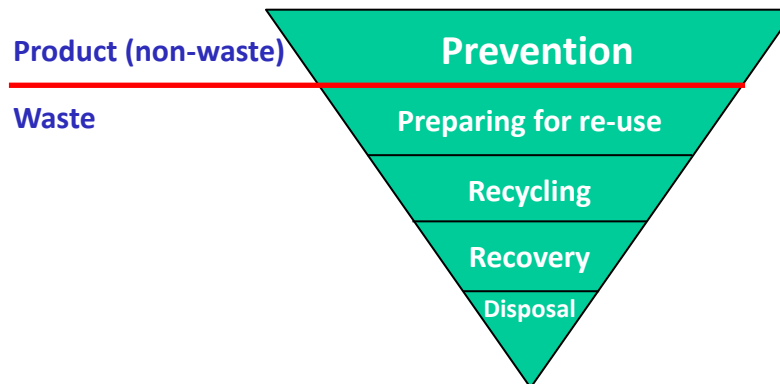 Product (non-waste)
Prevention
Waste
Preparing for re-use
Recycling
Recovery
Disposal